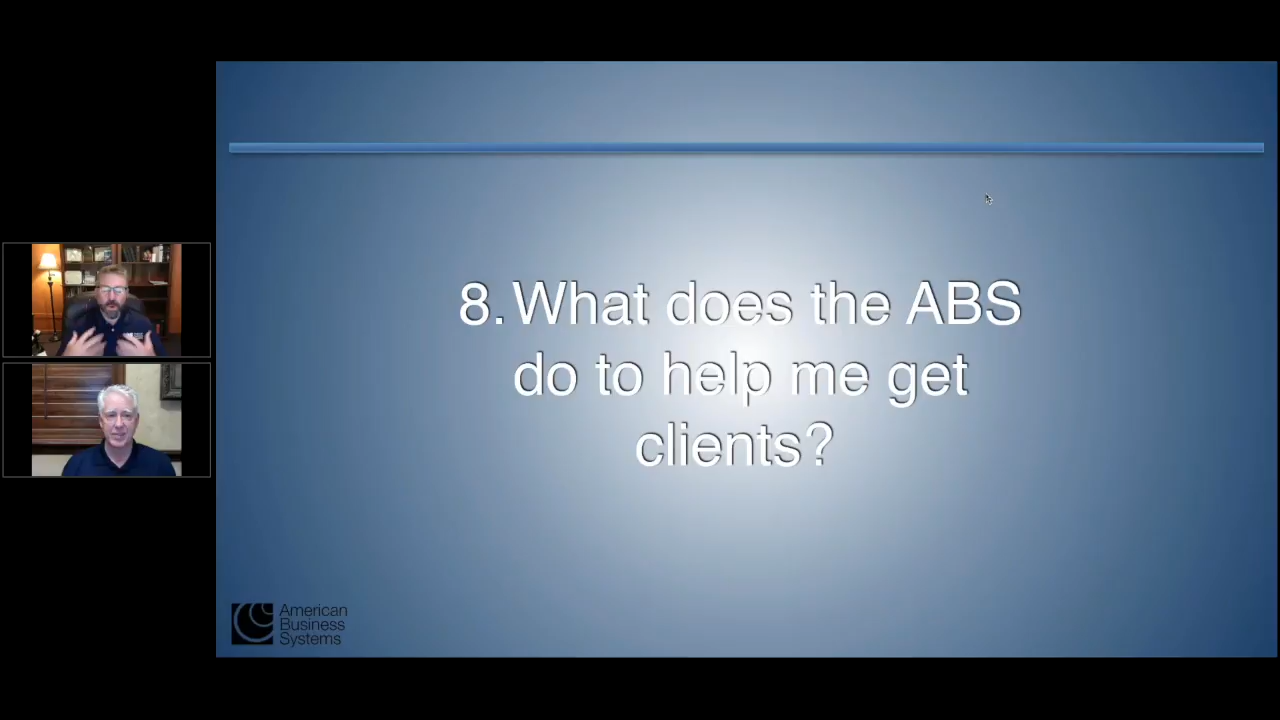 8. What does the ABS
do to help me get
clients?
American
Business
Systems